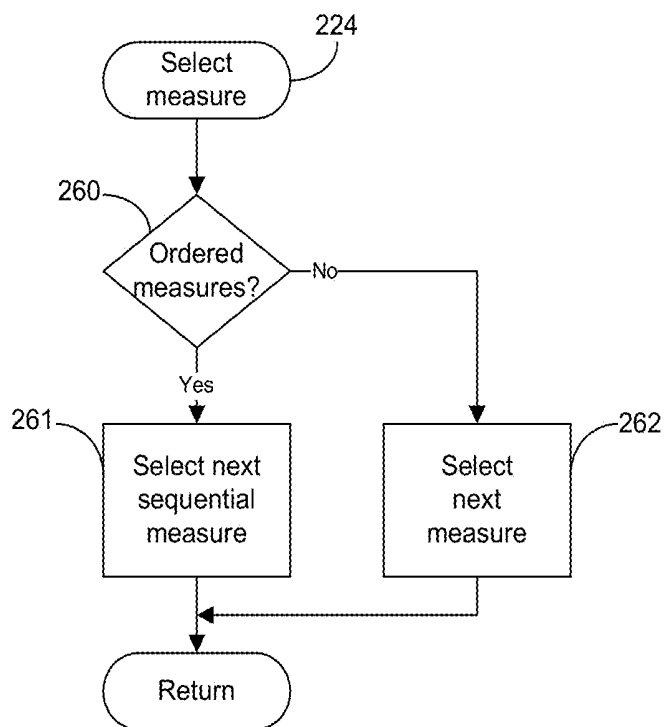 224
Select
measure
260
Ordered
measures?
No
Yes
261
Select next
sequential
measure
262
Select
next
measure
Return